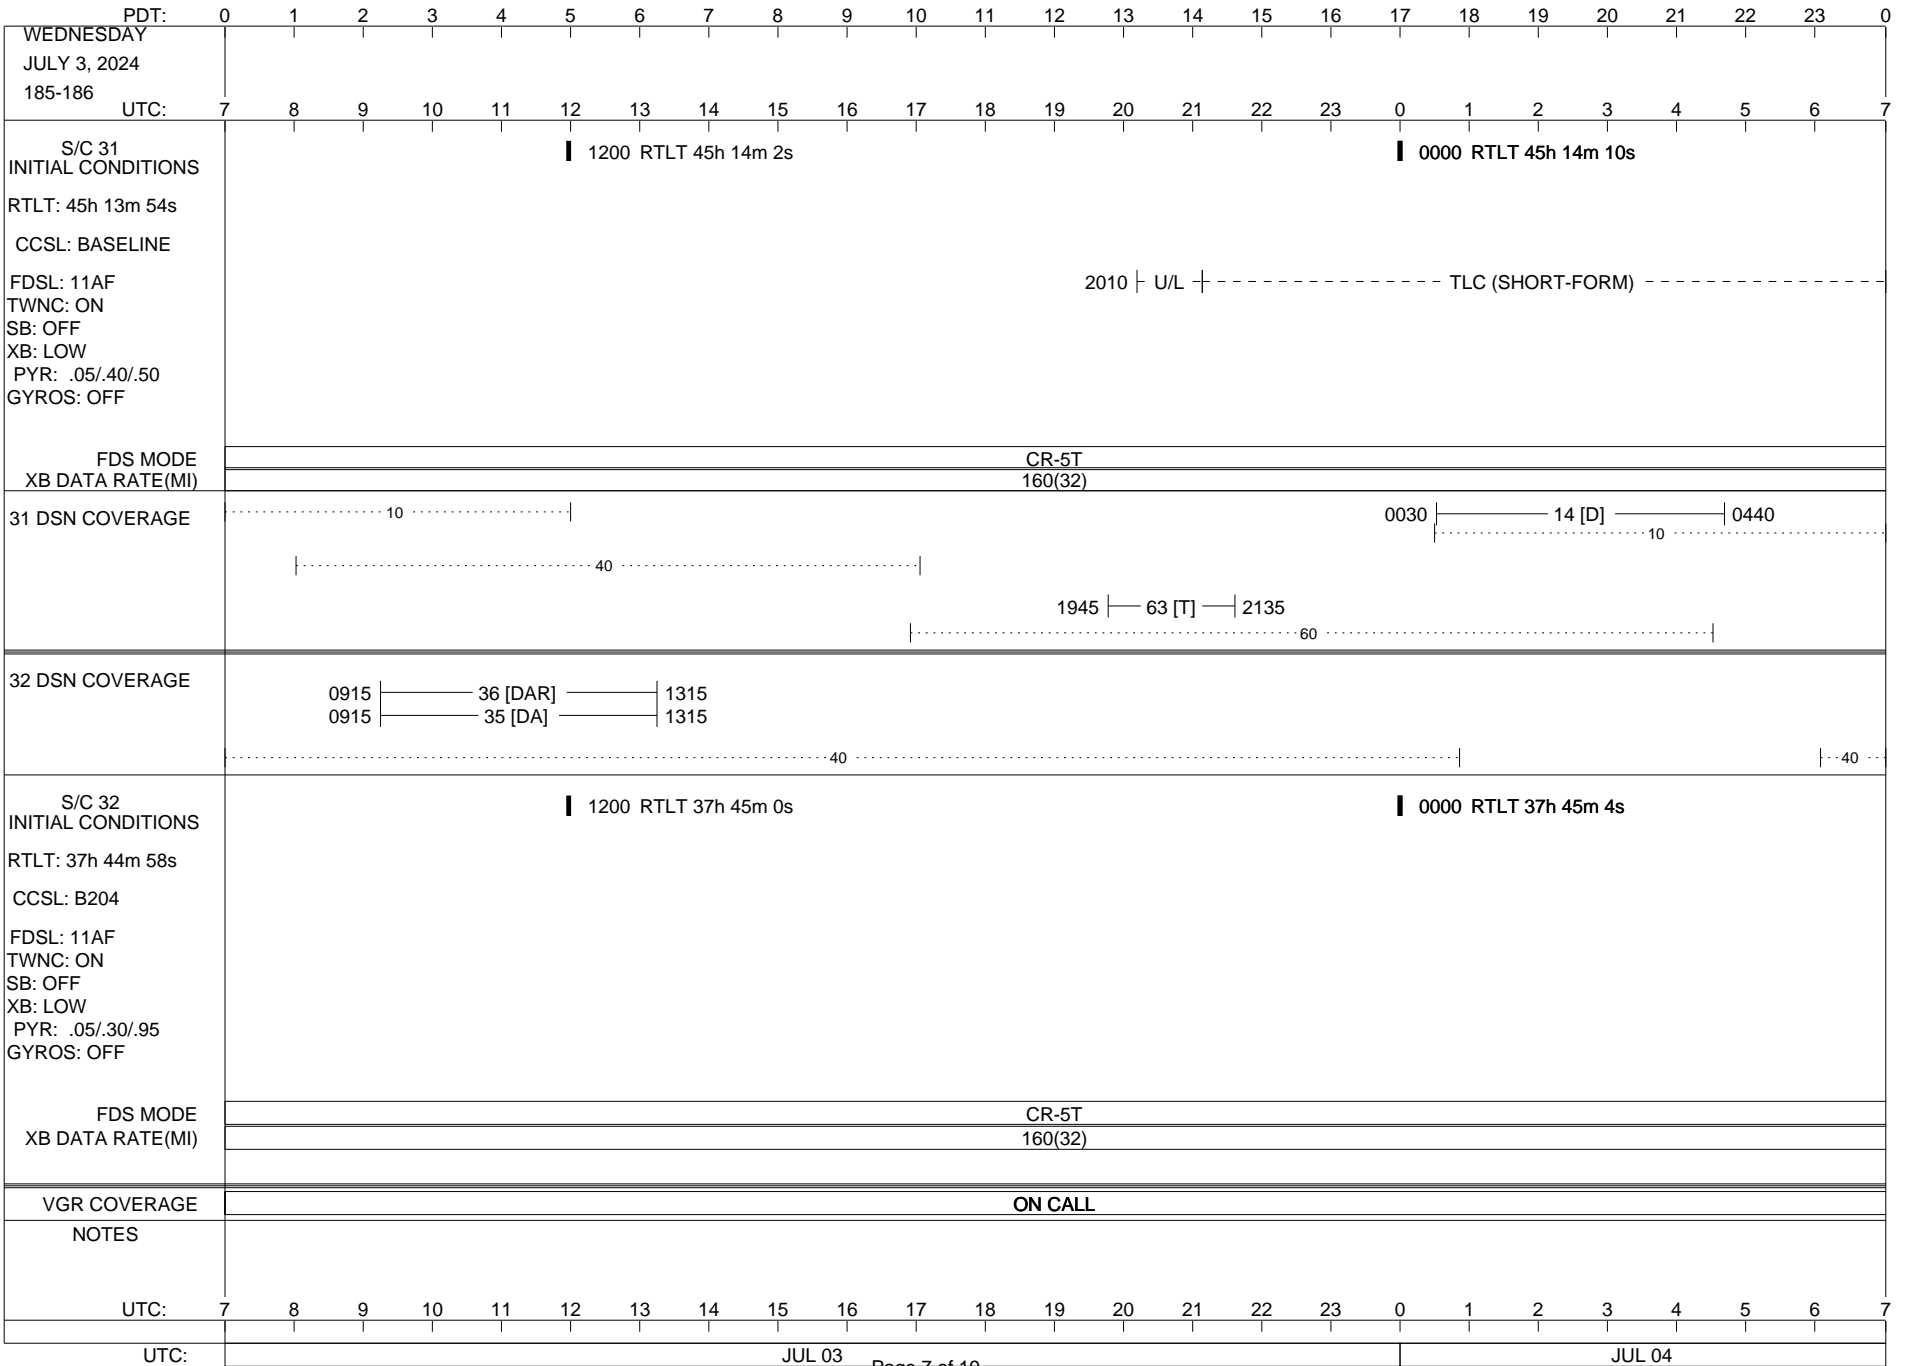 PDT: 0 1 2 3 4 5 6 7 8 9 10 11 12 13 14 15 16 17 18 19 20 21 22 23 0
WEDNESDAY
JULY 3, 2024
185-186
UTC: 7 8 9 10 11 12 13 14 15 16 17 18 19 20 21 22 23 0 1 2 3 4 5 6 7
S/C 31
INITIAL CONDITIONS
1200 RTLT 45h 14m 2s
0000 RTLT 45h 14m 10s
RTLT: 45h 13m 54s
CCSL: BASELINE
FDSL: 11AF
2010 U/L TLC (SHORT-FORM)
TWNC: ON
SB: OFF
XB: LOW
PYR: .05/.40/.50
GYROS: OFF
FDS MODE CR-5T
XB DATA RATE(MI) 160(32)
31 DSN COVERAGE
10
0030 14 [D] 0440
10
40
1945 63 [T] 2135
60
32 DSN COVERAGE
0915 36 [DAR] 1315
0915 35 [DA] 1315
40 40
S/C 32
INITIAL CONDITIONS
1200 RTLT 37h 45m 0s
0000 RTLT 37h 45m 4s
RTLT: 37h 44m 58s
CCSL: B204
FDSL: 11AF
TWNC: ON
SB: OFF
XB: LOW
PYR: .05/.30/.95
GYROS: OFF
FDS MODE CR-5T
XB DATA RATE(MI) 160(32)
VGR COVERAGE ON CALL
NOTES
UTC: 7 8 9 10 11 12 13 14 15 16 17 18 19 20 21 22 23 0 1 2 3 4 5 6 7
UTC: JUL 03 JUL 04
Page 7 of 10